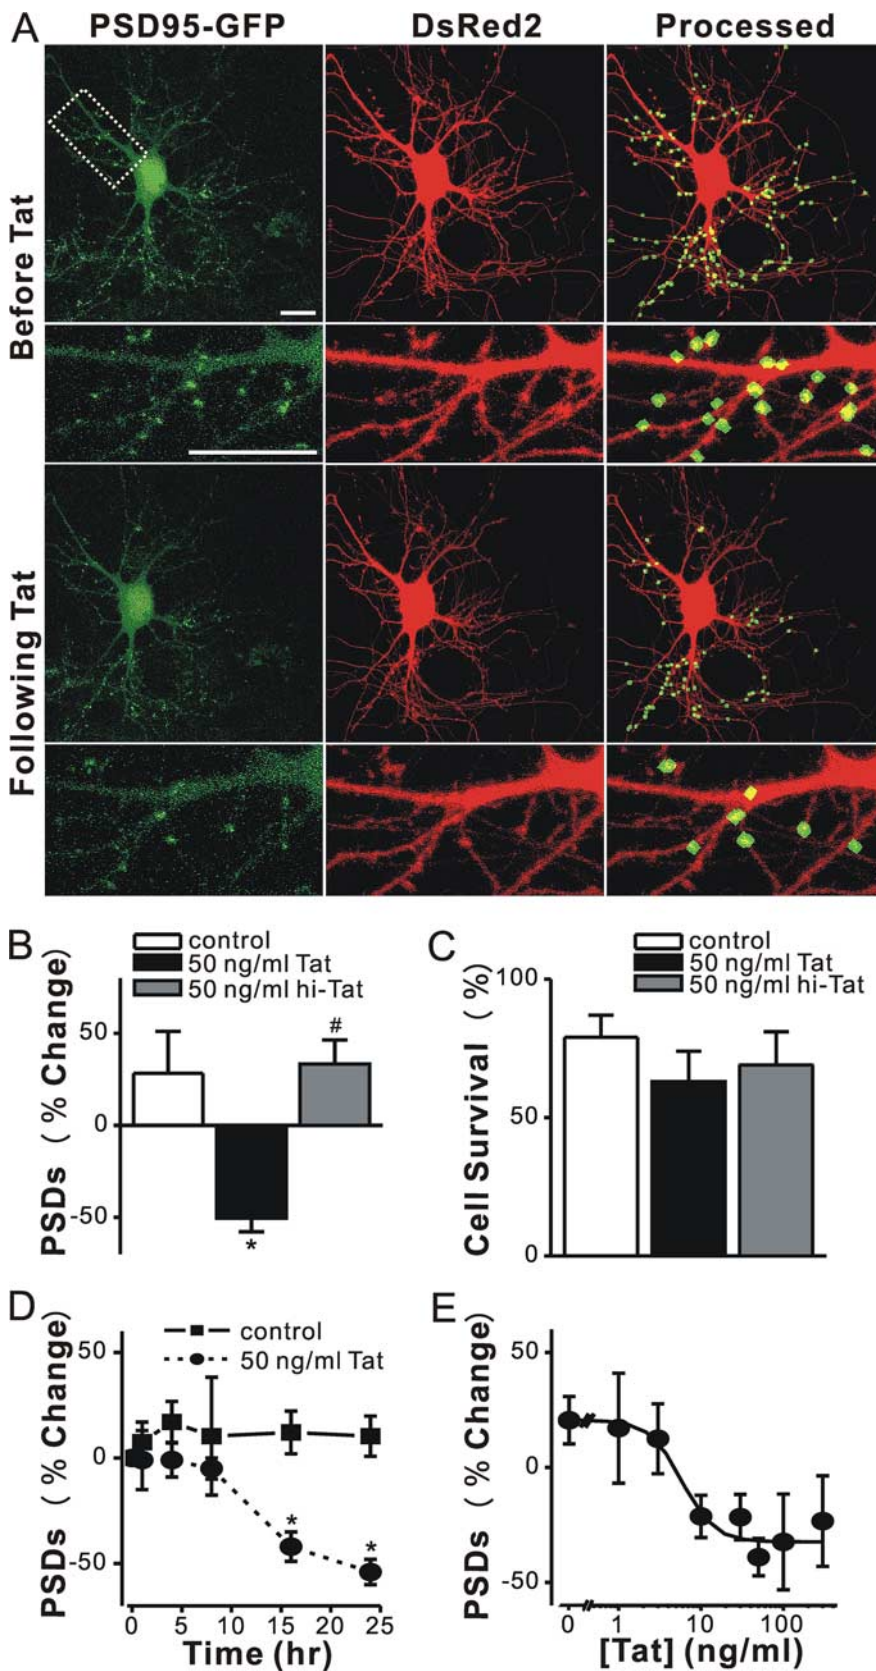 A
PSD95-GFP
DsRed2
Processed
Before Tat
Following Tat
B
control
50 ng/ml Tat
50 ng/ml hi-Tat
PSDs ( % Change)
50
0
-50
*
#
C
control
50 ng/ml Tat
50 ng/ml hi-Tat
Cell Survival ( %)
100
50
0
D
control
50 ng/ml Tat
PSDs ( % Change)
50
0
-50
*
*
0 5 10 15 20 25
Time (hr)
E
PSDs ( % Change)
50
0
-50
0 1 10 100
[Tat] (ng/ml)